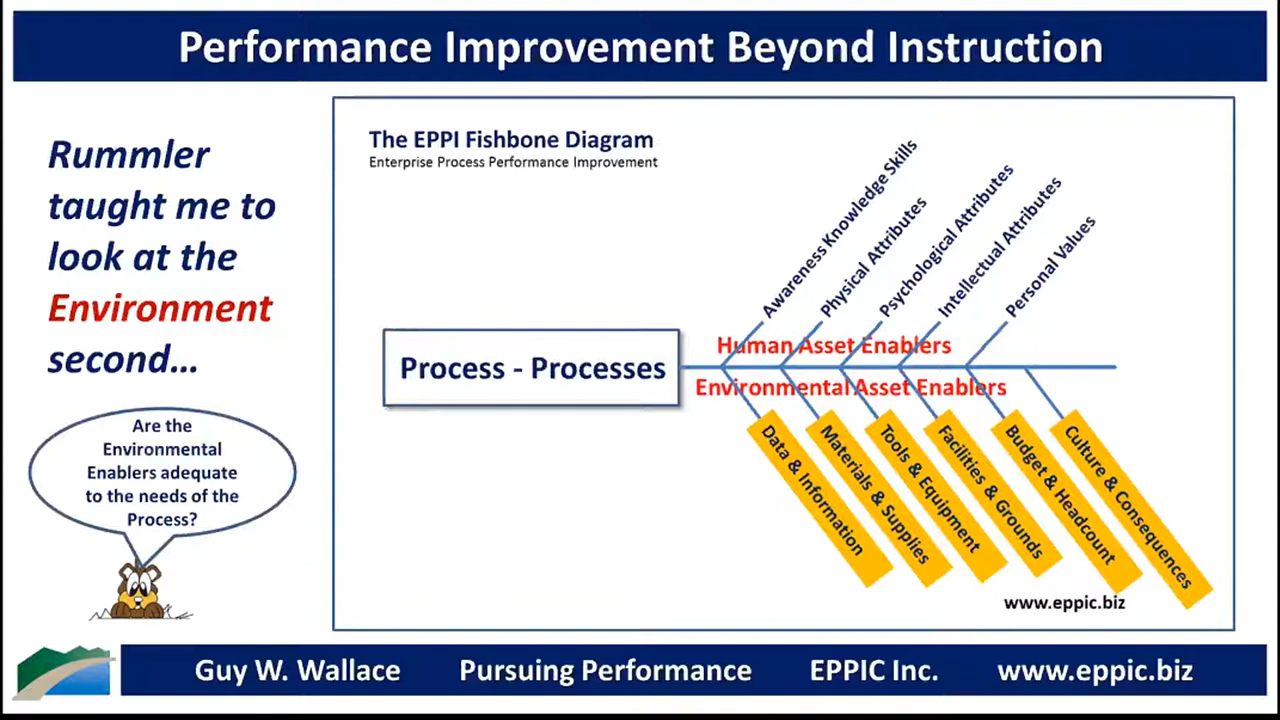 Performance Improvement Beyond Instruction
Rummler
taught me to
look at the
Environment
second...
Are the
Environmental
Enablers adequate
to the needs of the
Process?
The EPPI Fishbone Diagram
Enterprise Process Performance Improvement
Awareness Knowledge Skills
Physical Attributes
Psychological Attributes
Intellectual Attributes
Personal Values
Human Asset Enablers
Process - Processes
Environmental Asset Enablers
Data & Information
Materials & Supplies
Tools & Equipment
Facilities & Grounds
Budget & Headcount
Culture & Consequences
www.eppic.biz
Guy W. Wallace Pursuing Performance EPPIC Inc. www.eppic.biz